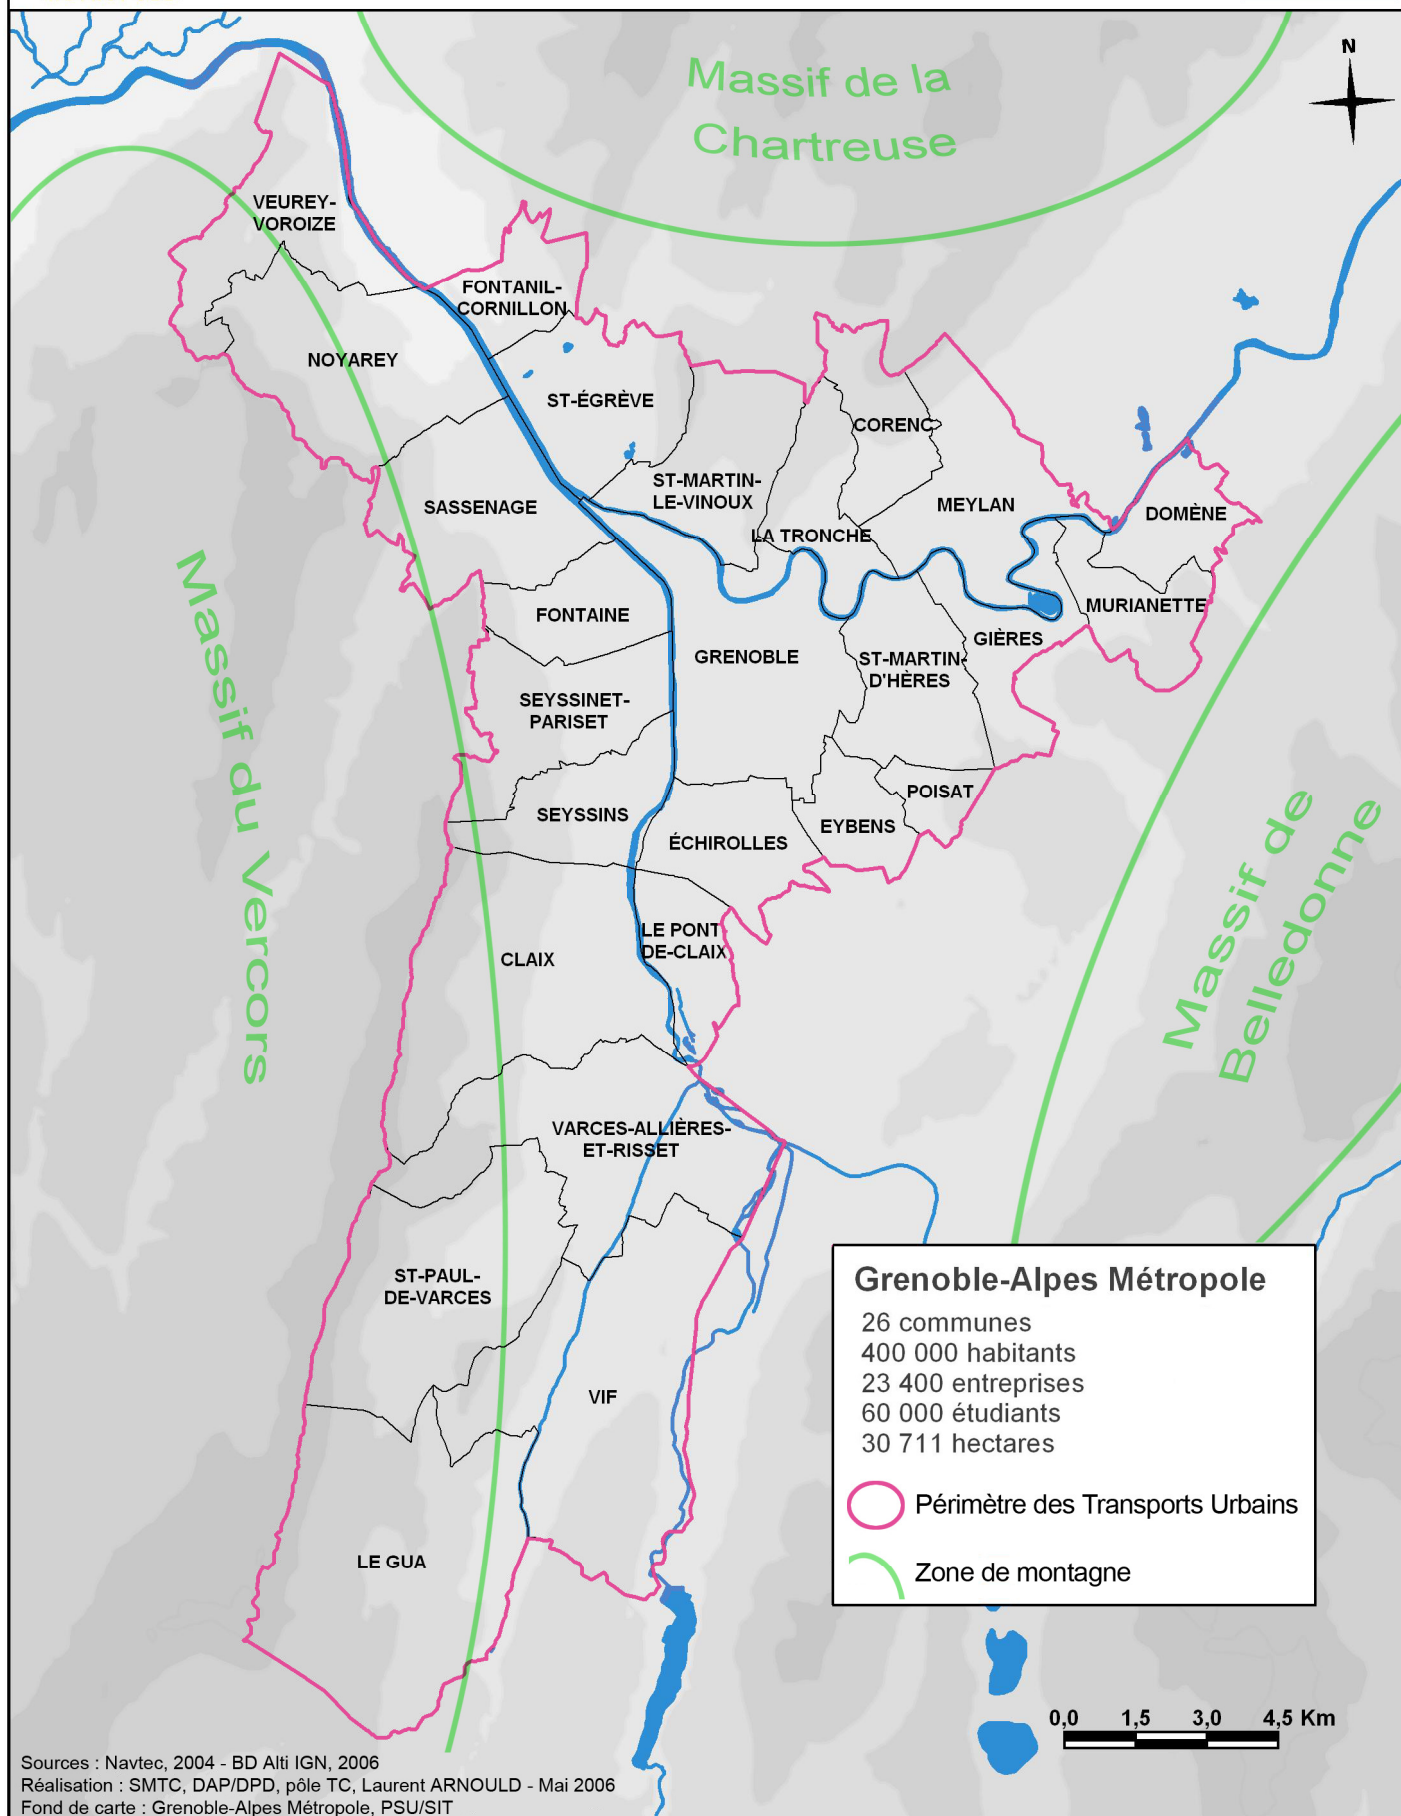 Massif de la
Chartreuse
N
VEUREY-
VOROIZE
FONTANIL-
CORNILLON
NOYAREY
ST-ÉGRÈVE
CORENC
SASSENAGE
ST-MARTIN-
LE-VINOUX
MEYLAN
DOMÈNE
LA TRONCHE
FONTAINE
MURIANETTE
GRENOBLE
GIÈRES
ST-MARTIN-
D'HÈRES
SEYSSINET-
PARISET
Massif du Vercors
SEYSSINS
ÉCHIROLLES
EYBENS
POISAT
Massif de
Belledonne
CLAIX
LE PONT
DE-CLAIX
VARCES-ALLIÈRES-
ET-RISSET
ST-PAUL-
DE-VARCES
VIF
LE GUA
Grenoble-Alpes Métropole
26 communes
400 000 habitants
23 400 entreprises
60 000 étudiants
30 711 hectares
Périmètre des Transports Urbains
Zone de montagne
0,0 1,5 3,0 4,5 Km
Sources : Navtec, 2004 - BD Alti IGN, 2006
Réalisation : SMTC, DAP/DPD, pôle TC, Laurent ARNOULD - Mai 2006
Fond de carte : Grenoble-Alpes Métropole, PSU/SIT